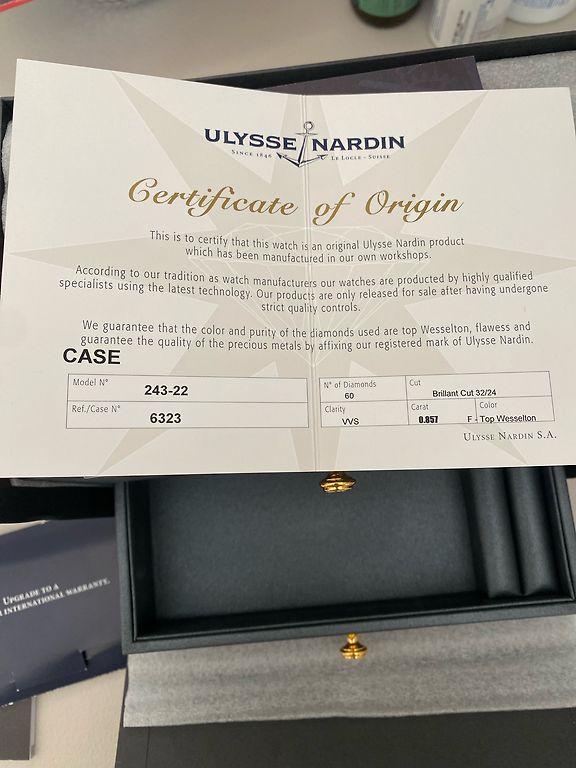 ULYSSE NARDIN
SINCE 1846 LE LOCLE - SUISSE
Certificate of Origin
This is to certify that this watch is an original Ulysse Nardin product
which has been manufactured in our own workshops.
According to our tradition as watch manufacturers our watches are producted by highly qualified
specialists using the latest technology. Our products are only released for sale after having undergone
strict quality controls.
We guarantee that the color and purity of the diamonds used are top Wesselton, flawess and
guarantee the quality of the precious metals by affixing our registered mark of Ulysse Nardin.
CASE
Model N° 243-22
Ref./Case N° 6323
N° of Diamonds 60
Cut Brillant Cut 32/24
Clarity VVS
Carat 0.857
Color F - Top Wesselton
ULYSSE NARDIN S.A.
UPGRADE TO A
INTERNATIONAL WARRANTY.